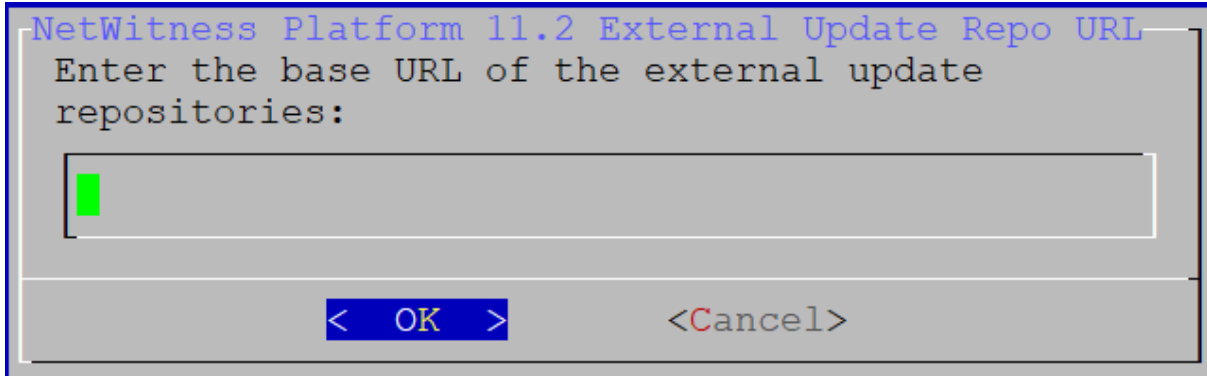 NetWitness Platform 11.2 External Update Repo URL
Enter the base URL of the external update
repositories:
< OK > <Cancel>